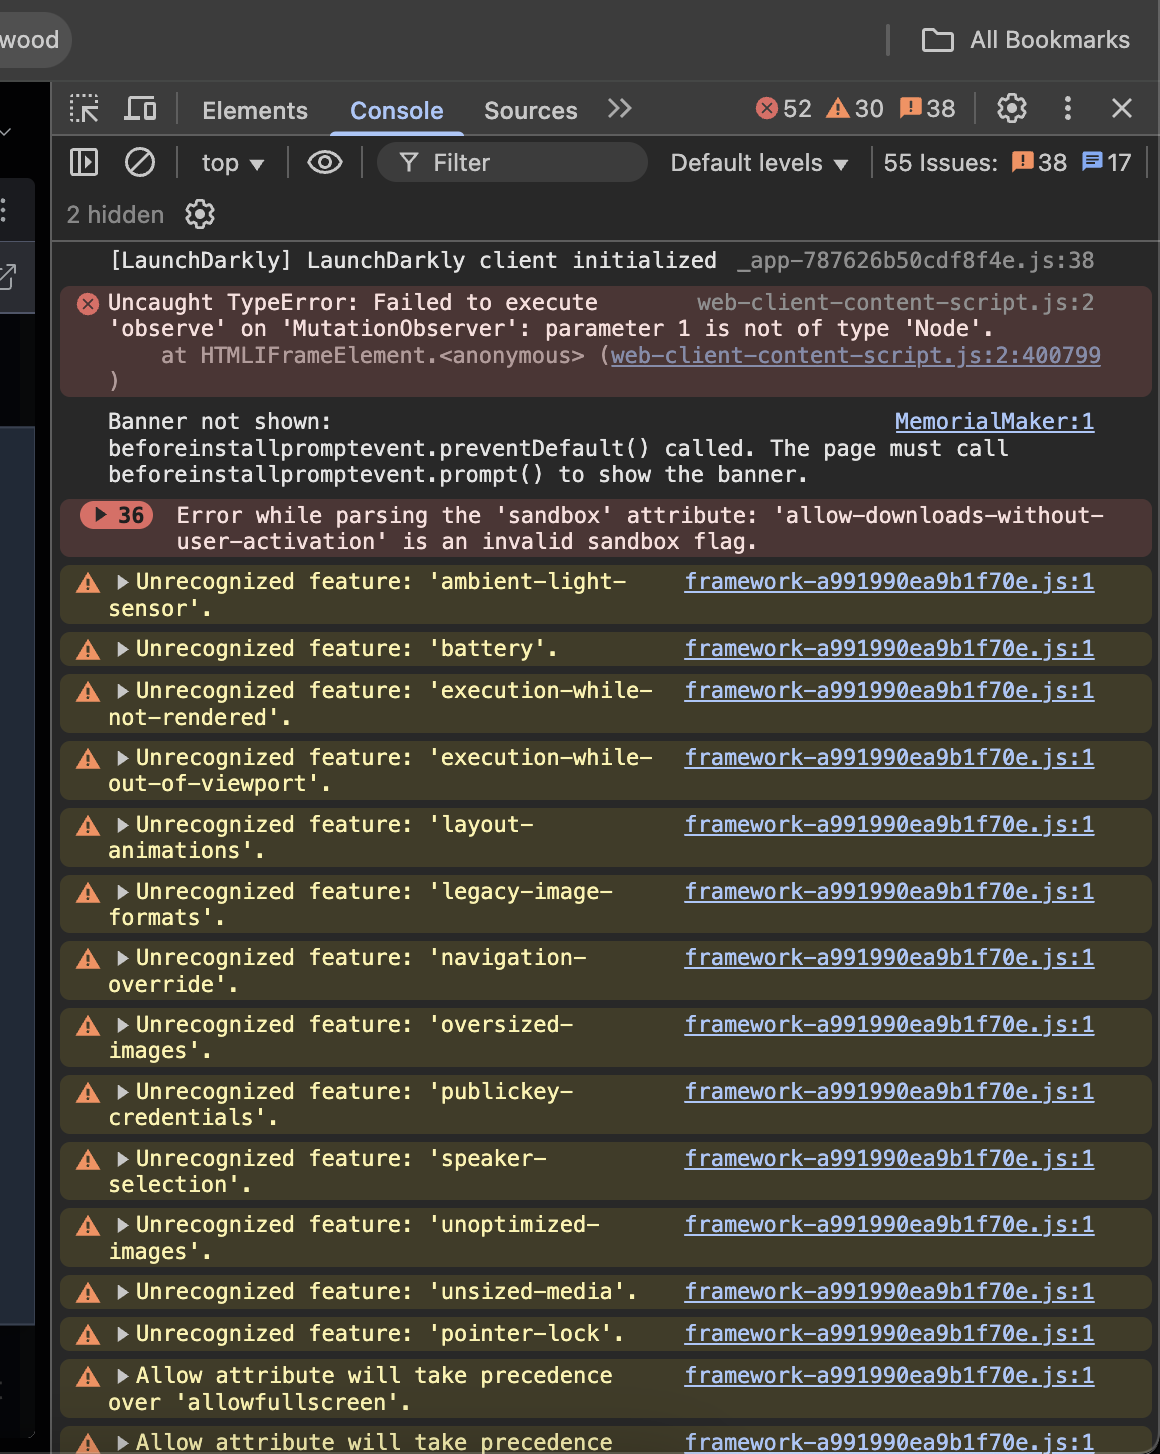 wood
All Bookmarks
Elements Console Sources 52 30 38
top Filter Default levels 55 Issues: 38 17
2 hidden
[LaunchDarkly] LaunchDarkly client initialized _app-787626b50cdf8f4e.js:38
Uncaught TypeError: Failed to execute web-client-content-script.js:2
'observe' on 'MutationObserver': parameter 1 is not of type 'Node'.
at HTMLIFrameElement.<anonymous> (web-client-content-script.js:2:400799
)
Banner not shown: MemorialMaker:1
beforeinstallpromptevent.preventDefault() called. The page must call
beforeinstallpromptevent.prompt() to show the banner.
36 Error while parsing the 'sandbox' attribute: 'allow-downloads-without-
user-activation' is an invalid sandbox flag.
Unrecognized feature: 'ambient-light- framework-a991990ea9b1f70e.js:1
sensor'.
Unrecognized feature: 'battery'. framework-a991990ea9b1f70e.js:1
Unrecognized feature: 'execution-while- framework-a991990ea9b1f70e.js:1
not-rendered'.
Unrecognized feature: 'execution-while- framework-a991990ea9b1f70e.js:1
out-of-viewport'.
Unrecognized feature: 'layout- framework-a991990ea9b1f70e.js:1
animations'.
Unrecognized feature: 'legacy-image- framework-a991990ea9b1f70e.js:1
formats'.
Unrecognized feature: 'navigation- framework-a991990ea9b1f70e.js:1
override'.
Unrecognized feature: 'oversized- framework-a991990ea9b1f70e.js:1
images'.
Unrecognized feature: 'publickey- framework-a991990ea9b1f70e.js:1
credentials'.
Unrecognized feature: 'speaker- framework-a991990ea9b1f70e.js:1
selection'.
Unrecognized feature: 'unoptimized- framework-a991990ea9b1f70e.js:1
images'.
Unrecognized feature: 'unsized-media'. framework-a991990ea9b1f70e.js:1
Unrecognized feature: 'pointer-lock'. framework-a991990ea9b1f70e.js:1
Allow attribute will take precedence framework-a991990ea9b1f70e.js:1
over 'allowfullscreen'.
Allow attribute will take precedence framework-a991990ea9b1f70e.js:1